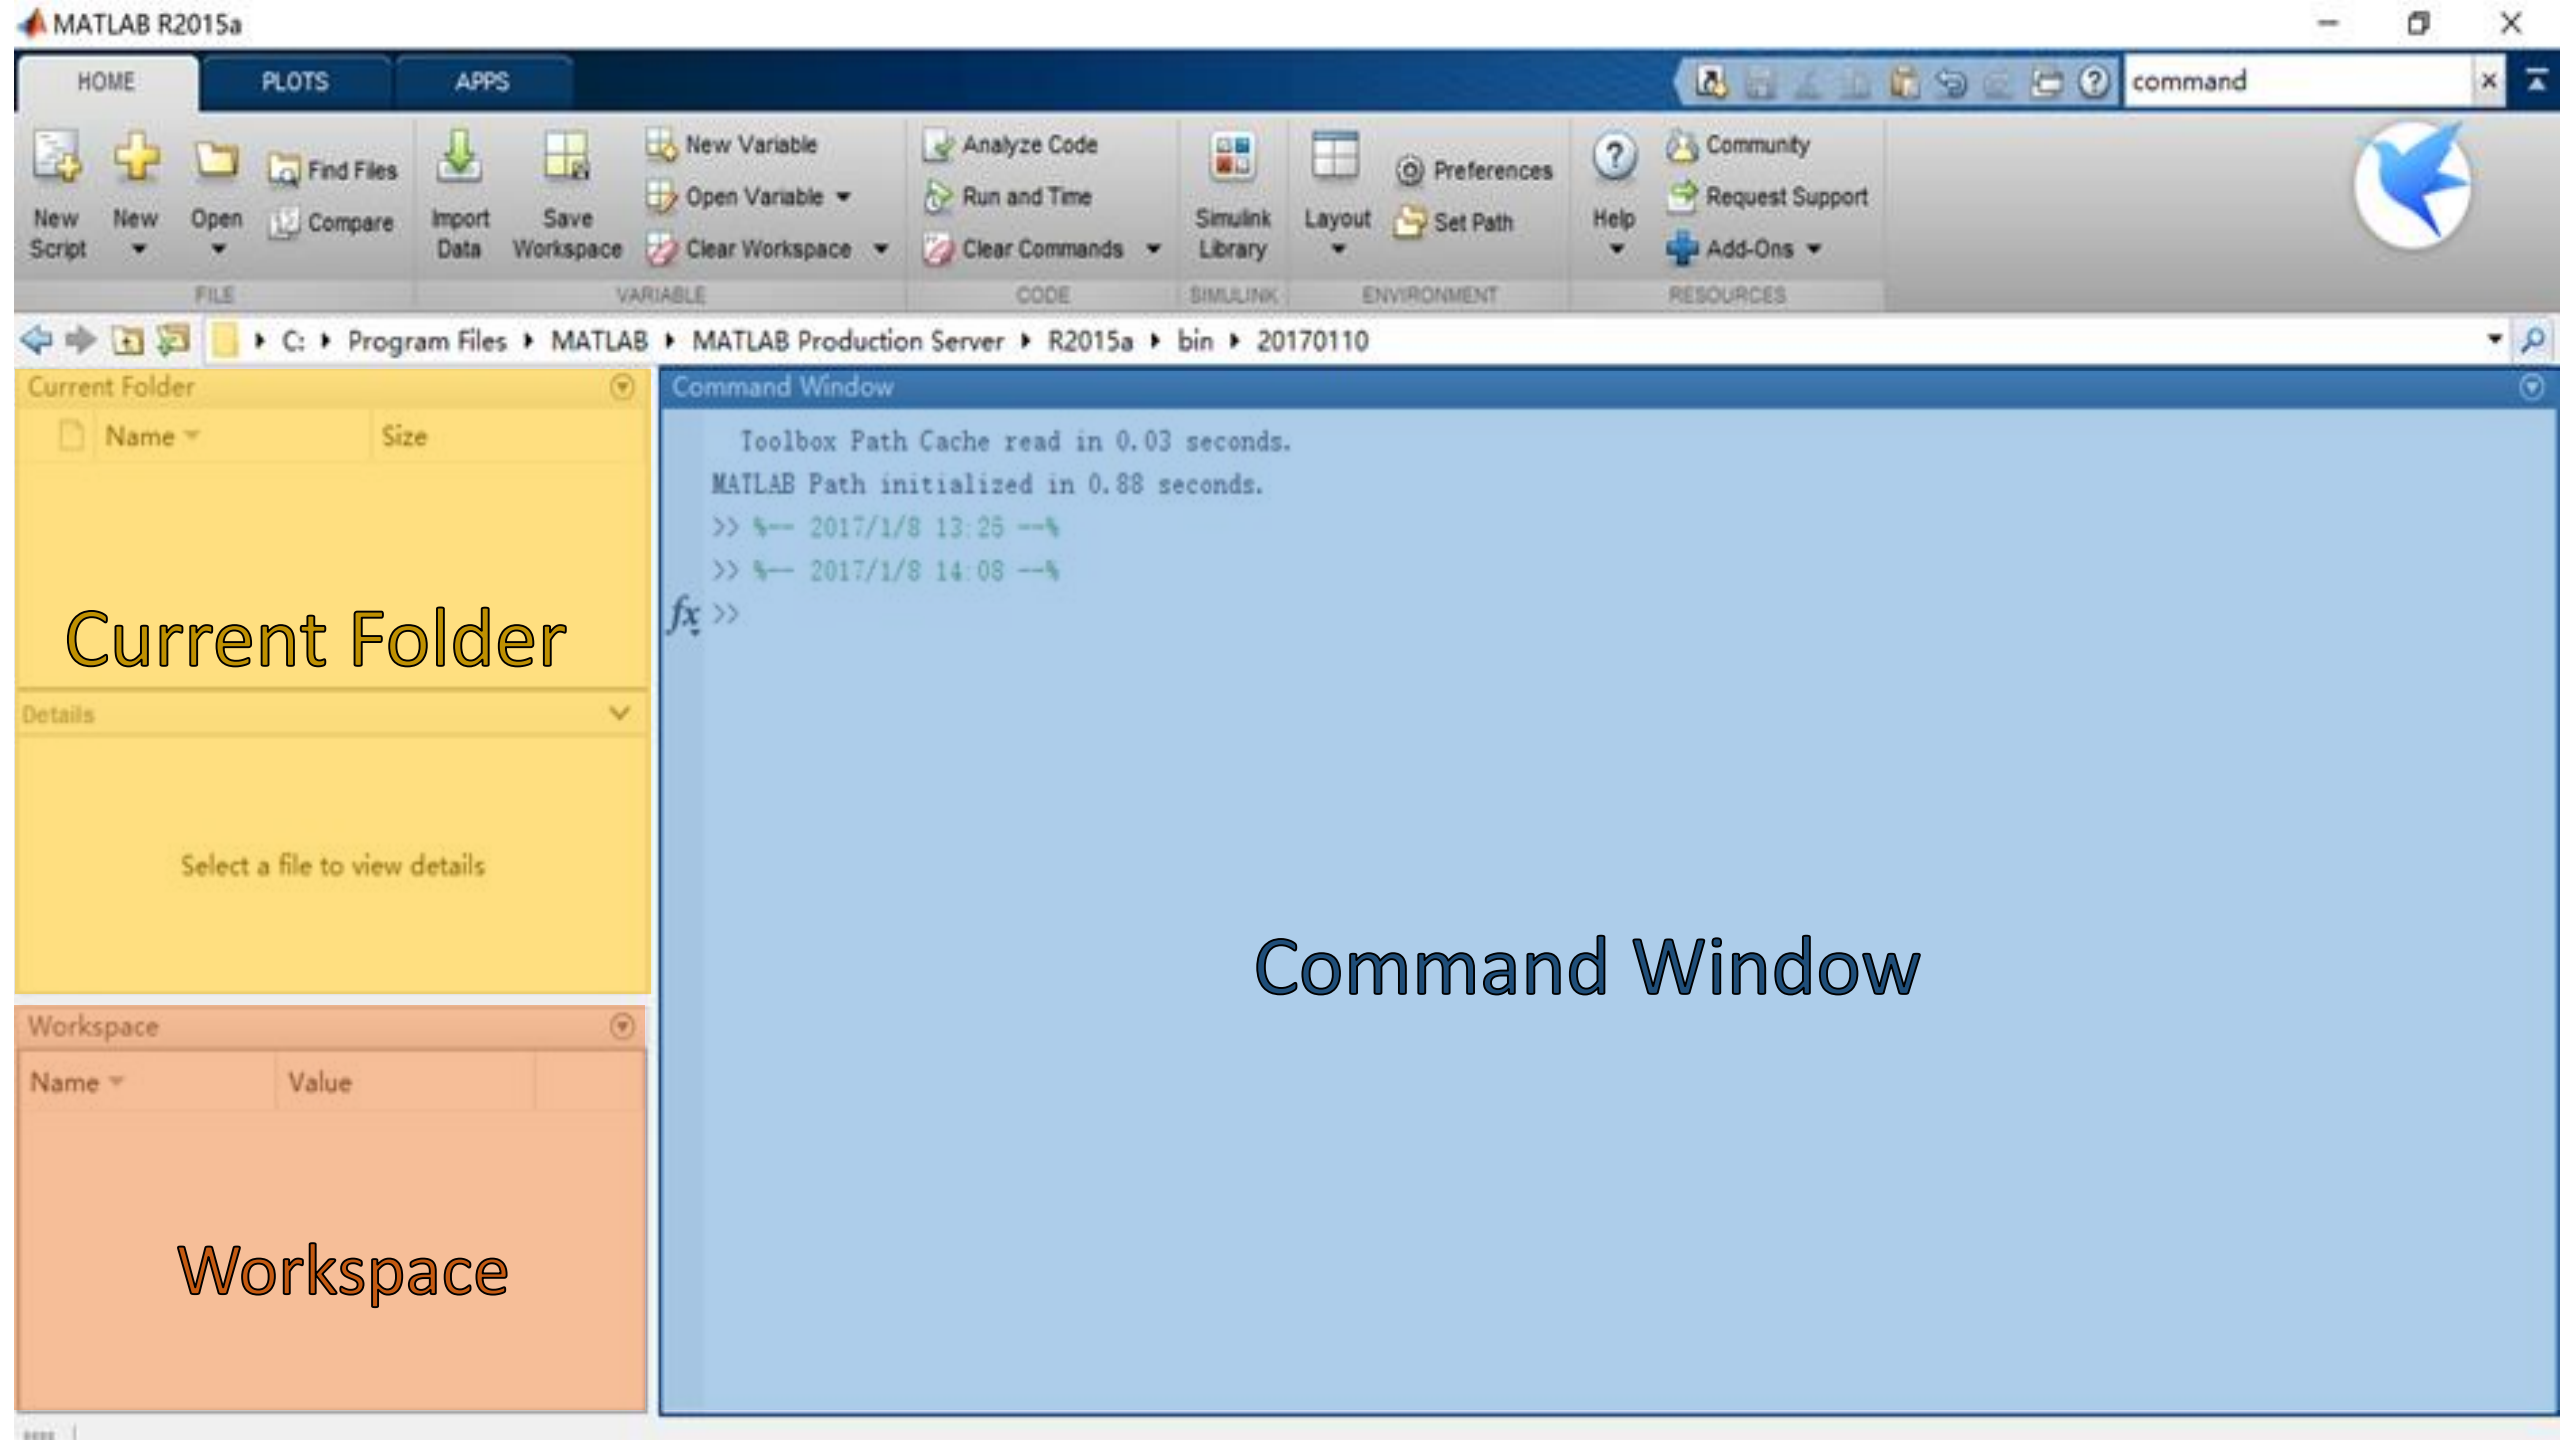 MATLAB R2015a
HOME PLOTS APPS command
New Script New Open Find Files Compare Import Data Save Workspace New Variable Open Variable Clear Workspace Analyze Code Run and Time Clear Commands Simulink Library Layout Preferences Set Path Help Community Request Support Add-Ons
FILE VARIABLE CODE SIMULINK ENVIRONMENT RESOURCES
C: Program Files MATLAB MATLAB Production Server R2015a bin 20170110
Current Folder
Name Size
Current Folder
Details
Select a file to view details
Workspace
Name Value
Workspace
Command Window
Toolbox Path Cache read in 0.03 seconds.
MATLAB Path initialized in 0.88 seconds.
>> %-- 2017/1/8 13:25 --%
>> %-- 2017/1/8 14:08 --%
fx >>
Command Window